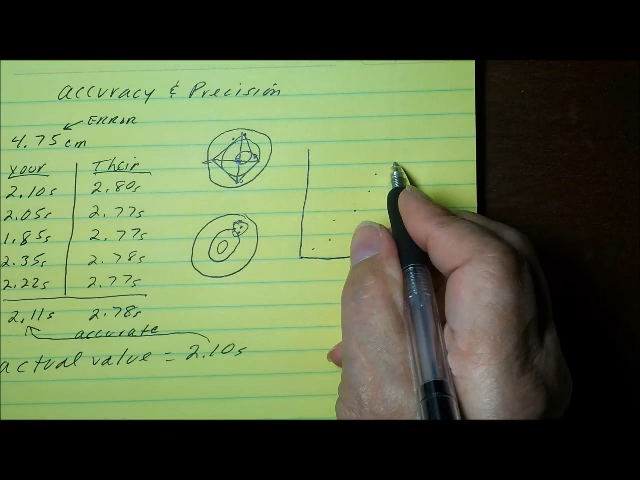 accuracy & Precision
ERROR
4.75 cm
your Their
2.10s 2.80s
2.05s 2.77s
1.85s 2.77s
2.35s 2.78s
2.22s 2.77s
2.11s 2.78s
accurate
actual value = 2.10s